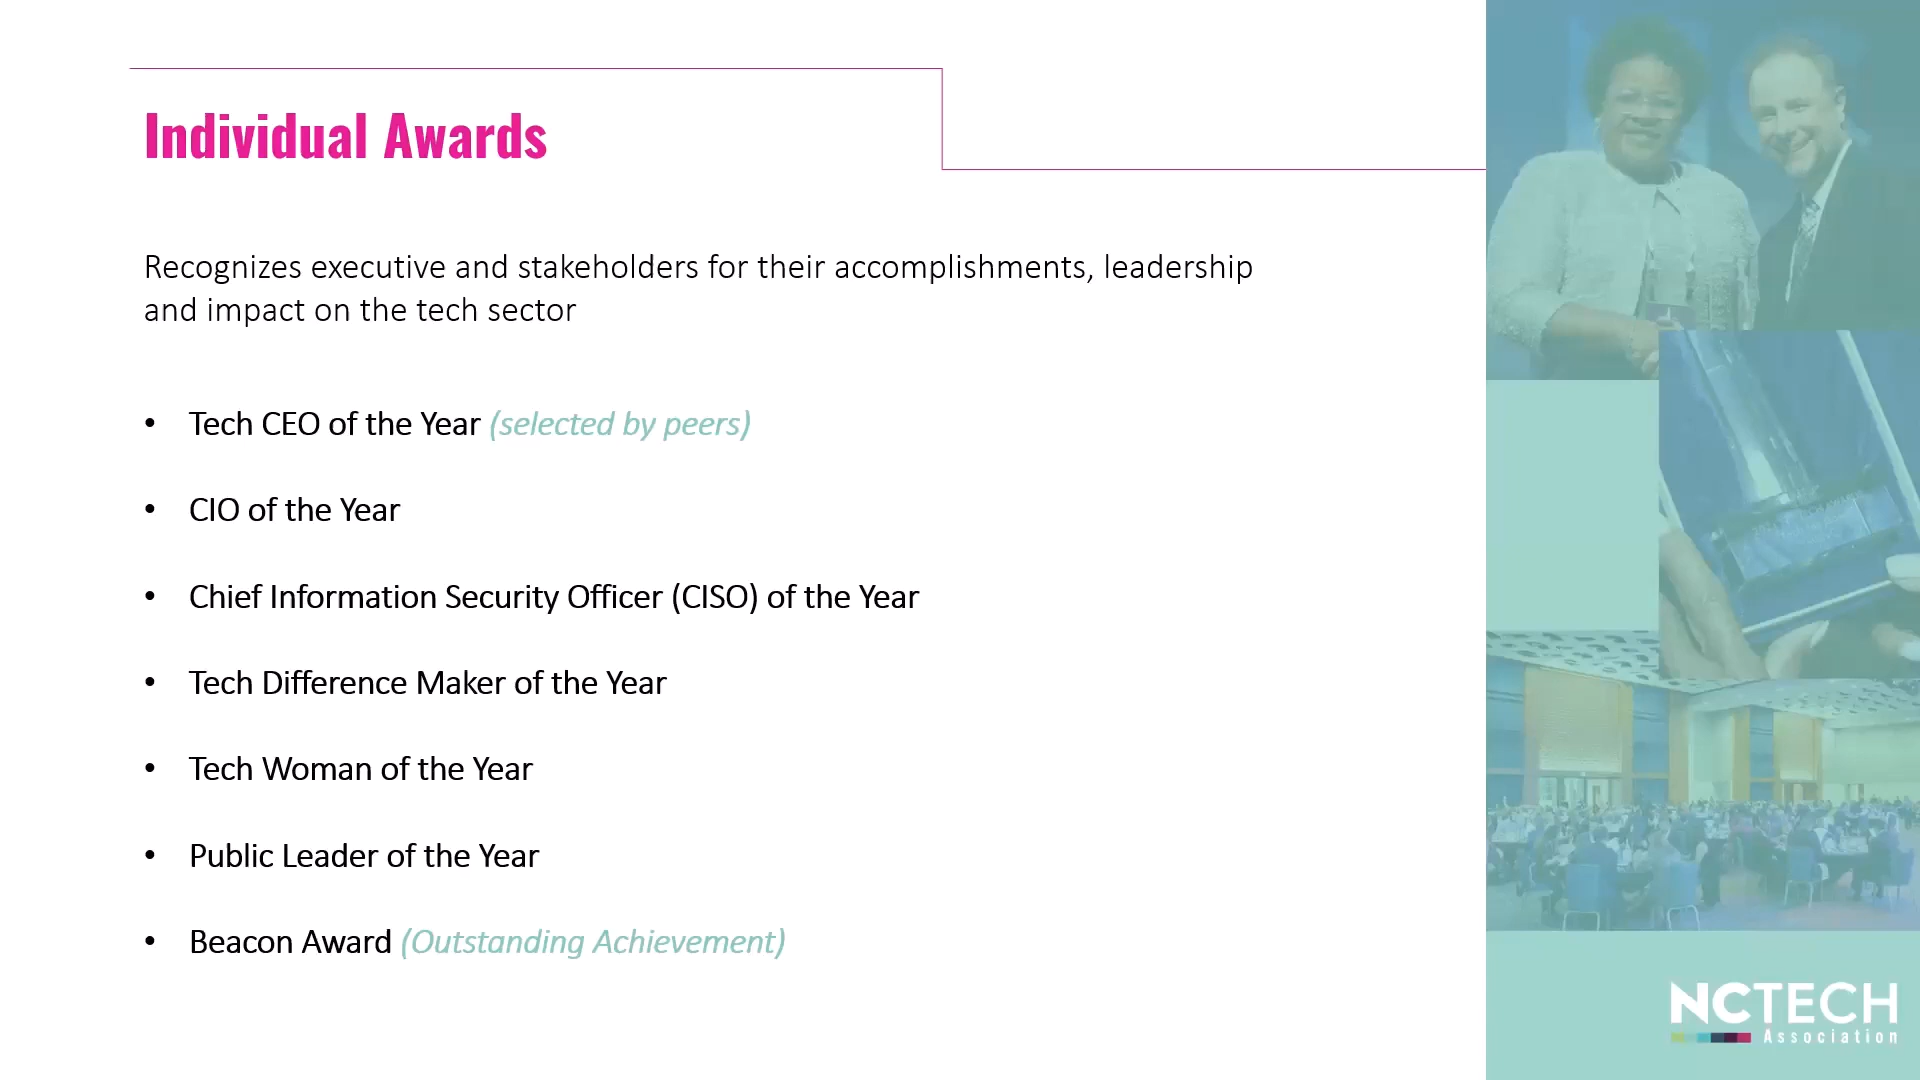 Individual Awards
Recognizes executive and stakeholders for their accomplishments, leadership
and impact on the tech sector
• Tech CEO of the Year (selected by peers)
• CIO of the Year
• Chief Information Security Officer (CISO) of the Year
• Tech Difference Maker of the Year
• Tech Woman of the Year
• Public Leader of the Year
• Beacon Award (Outstanding Achievement)
NCTECH
Association